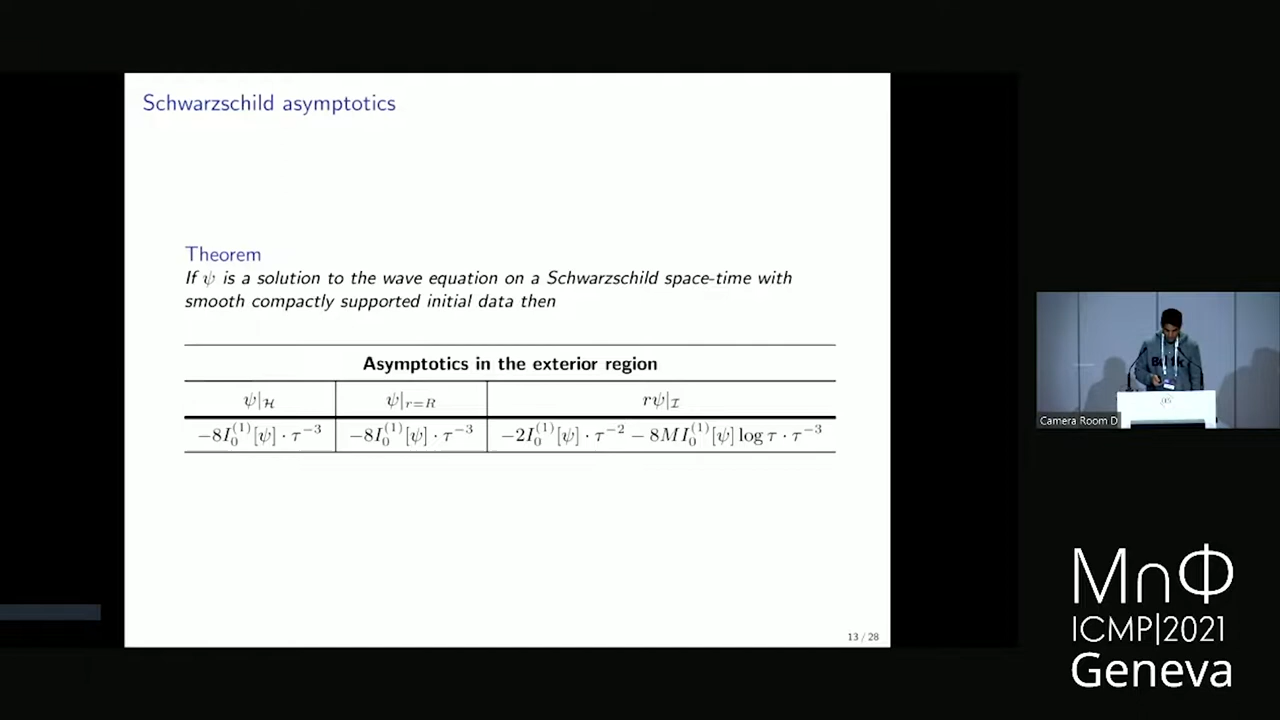 Schwarzschild asymptotics
Theorem
If ψ is a solution to the wave equation on a Schwarzschild space-time with
smooth compactly supported initial data then
Asymptotics in the exterior region
ψ|_ℋ ψ|_{r=R} rψ|_ℐ
−8I_0^{(1)}[ψ] · τ^{−3} −8I_0^{(1)}[ψ] · τ^{−3} −2I_0^{(1)}[ψ] · τ^{−2} − 8MI_0^{(1)}[ψ] log τ · τ^{−3}
13 / 28
Camera Room D
M∩Φ
ICMP|2021
Geneva